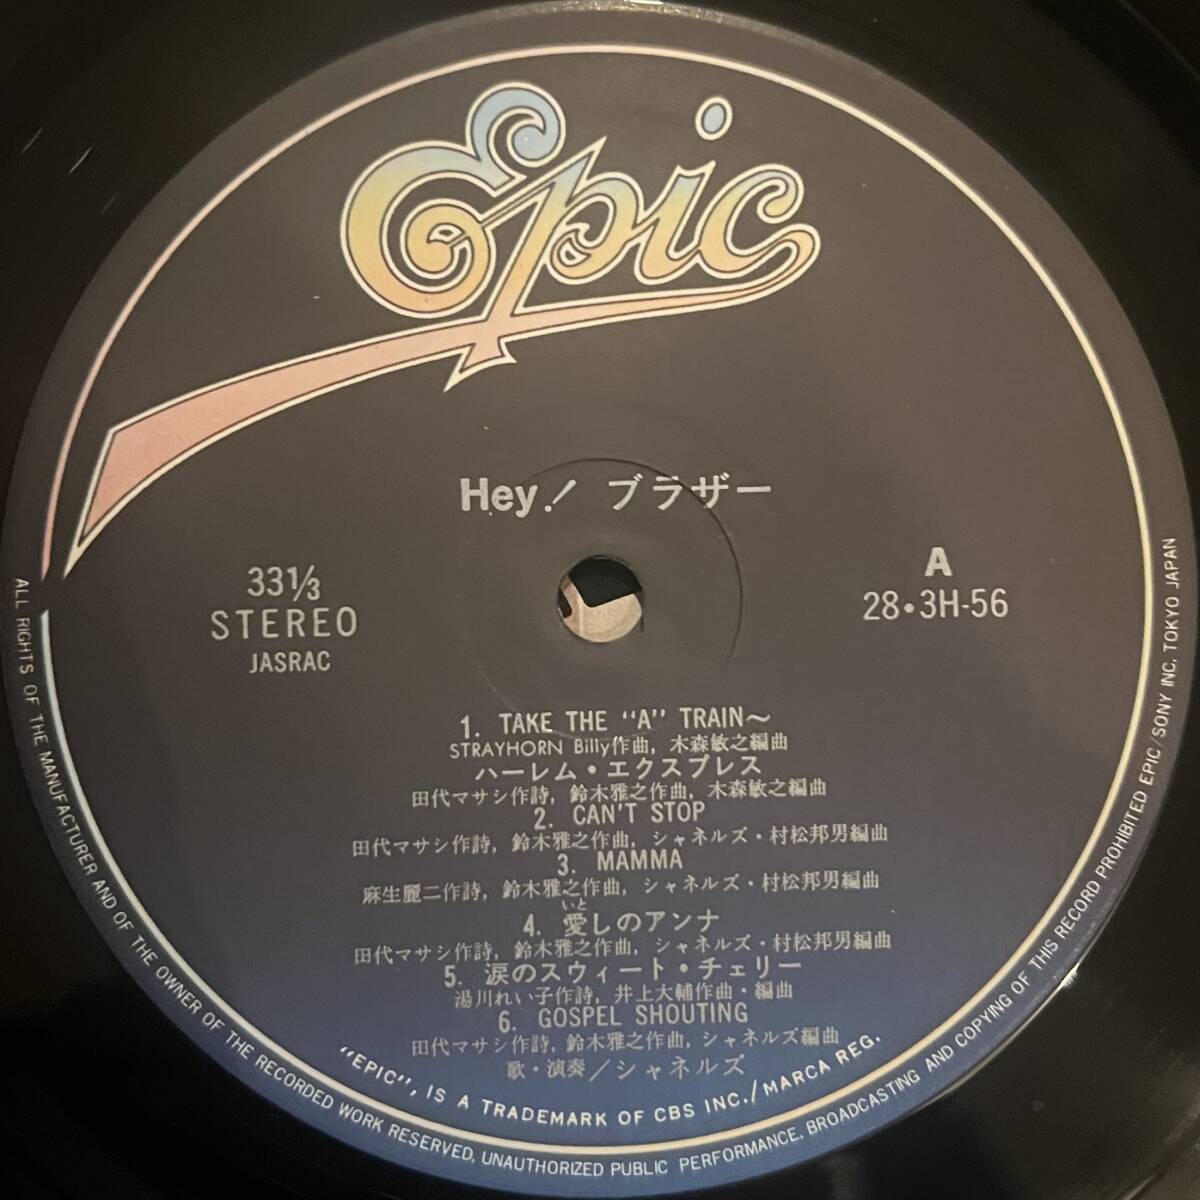 Epic
Hey! ブラザー
33⅓
STEREO
JASRAC
A
28・3H-56
1. TAKE THE "A" TRAIN～
STRAYHORN Billy作曲, 木森敏之編曲
ハーレム・エクスプレス
田代マサシ作詩, 鈴木雅之作曲, 木森敏之編曲
2. CAN'T STOP
田代マサシ作詩, 鈴木雅之作曲, シャネルズ・村松邦男編曲
3. MAMMA
麻生麗二作詩, 鈴木雅之作曲, シャネルズ・村松邦男編曲
いと
4. 愛しのアンナ
田代マサシ作詩, 鈴木雅之作曲, シャネルズ・村松邦男編曲
5. 涙のスウィート・チェリー
湯川れい子作詩, 井上大輔作曲・編曲
6. GOSPEL SHOUTING
田代マサシ作詩, 鈴木雅之作曲, シャネルズ編曲
歌・演奏／シャネルズ
"EPIC", IS A TRADEMARK OF CBS INC./MARCA REG.
ALL RIGHTS OF THE MANUFACTURER AND OF THE OWNER OF THE RECORDED WORK RESERVED. UNAUTHORIZED PUBLIC PERFORMANCE, BROADCASTING AND COPYING OF THIS RECORD PROHIBITED EPIC/SONY INC. TOKYO JAPAN